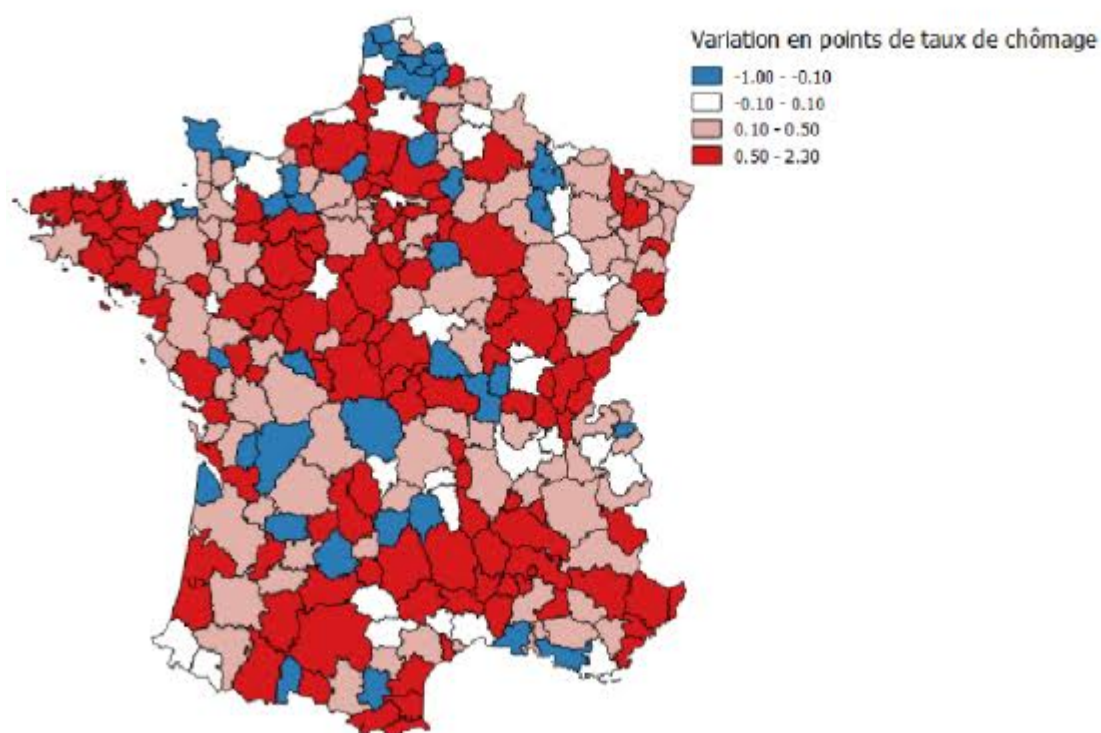 Variation en points de taux de chômage
-1.00 - -0.10
-0.10 - 0.10
0.10 - 0.50
0.50 - 2.30